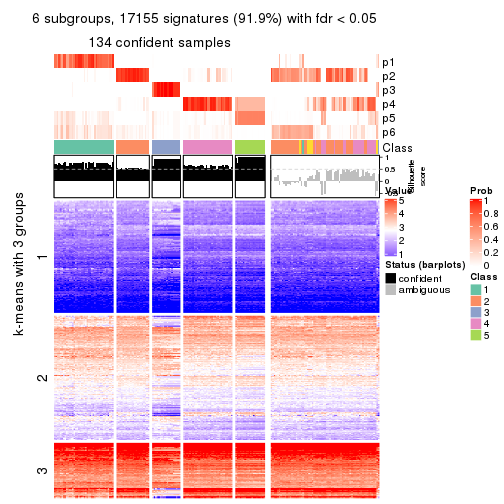 6 subgroups, 17155 signatures (91.9%) with fdr < 0.05
134 confident samples
p1
p2
p3
p4
p5
p6
Class
1
0.5
0
Silhouette
score
k-means with 3 groups
1
2
3
Value
5
4
3
2
1
Status (barplots)
confident
ambiguous
Prob
1
0.8
0.6
0.4
0.2
0
Class
1
2
3
4
5